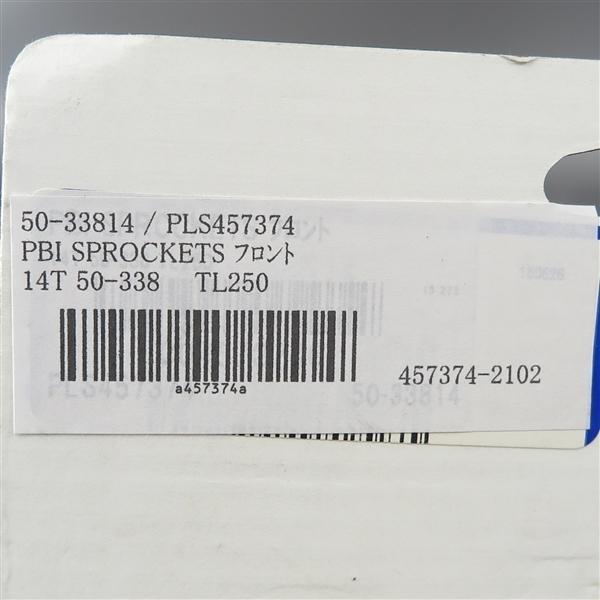 50-33814 / PLS457374
PBI SPROCKETS ﾌﾛﾝﾄ
14T 50-338 TL250
a457374a
457374-2102
50-33814